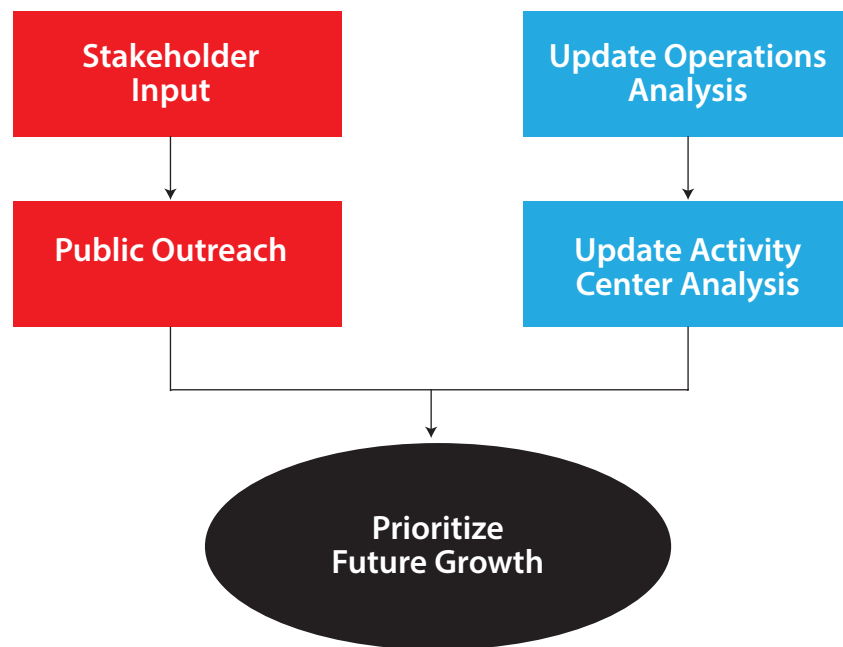 Stakeholder
Input
Update Operations
Analysis
Public Outreach
Update Activity
Center Analysis
Prioritize
Future Growth